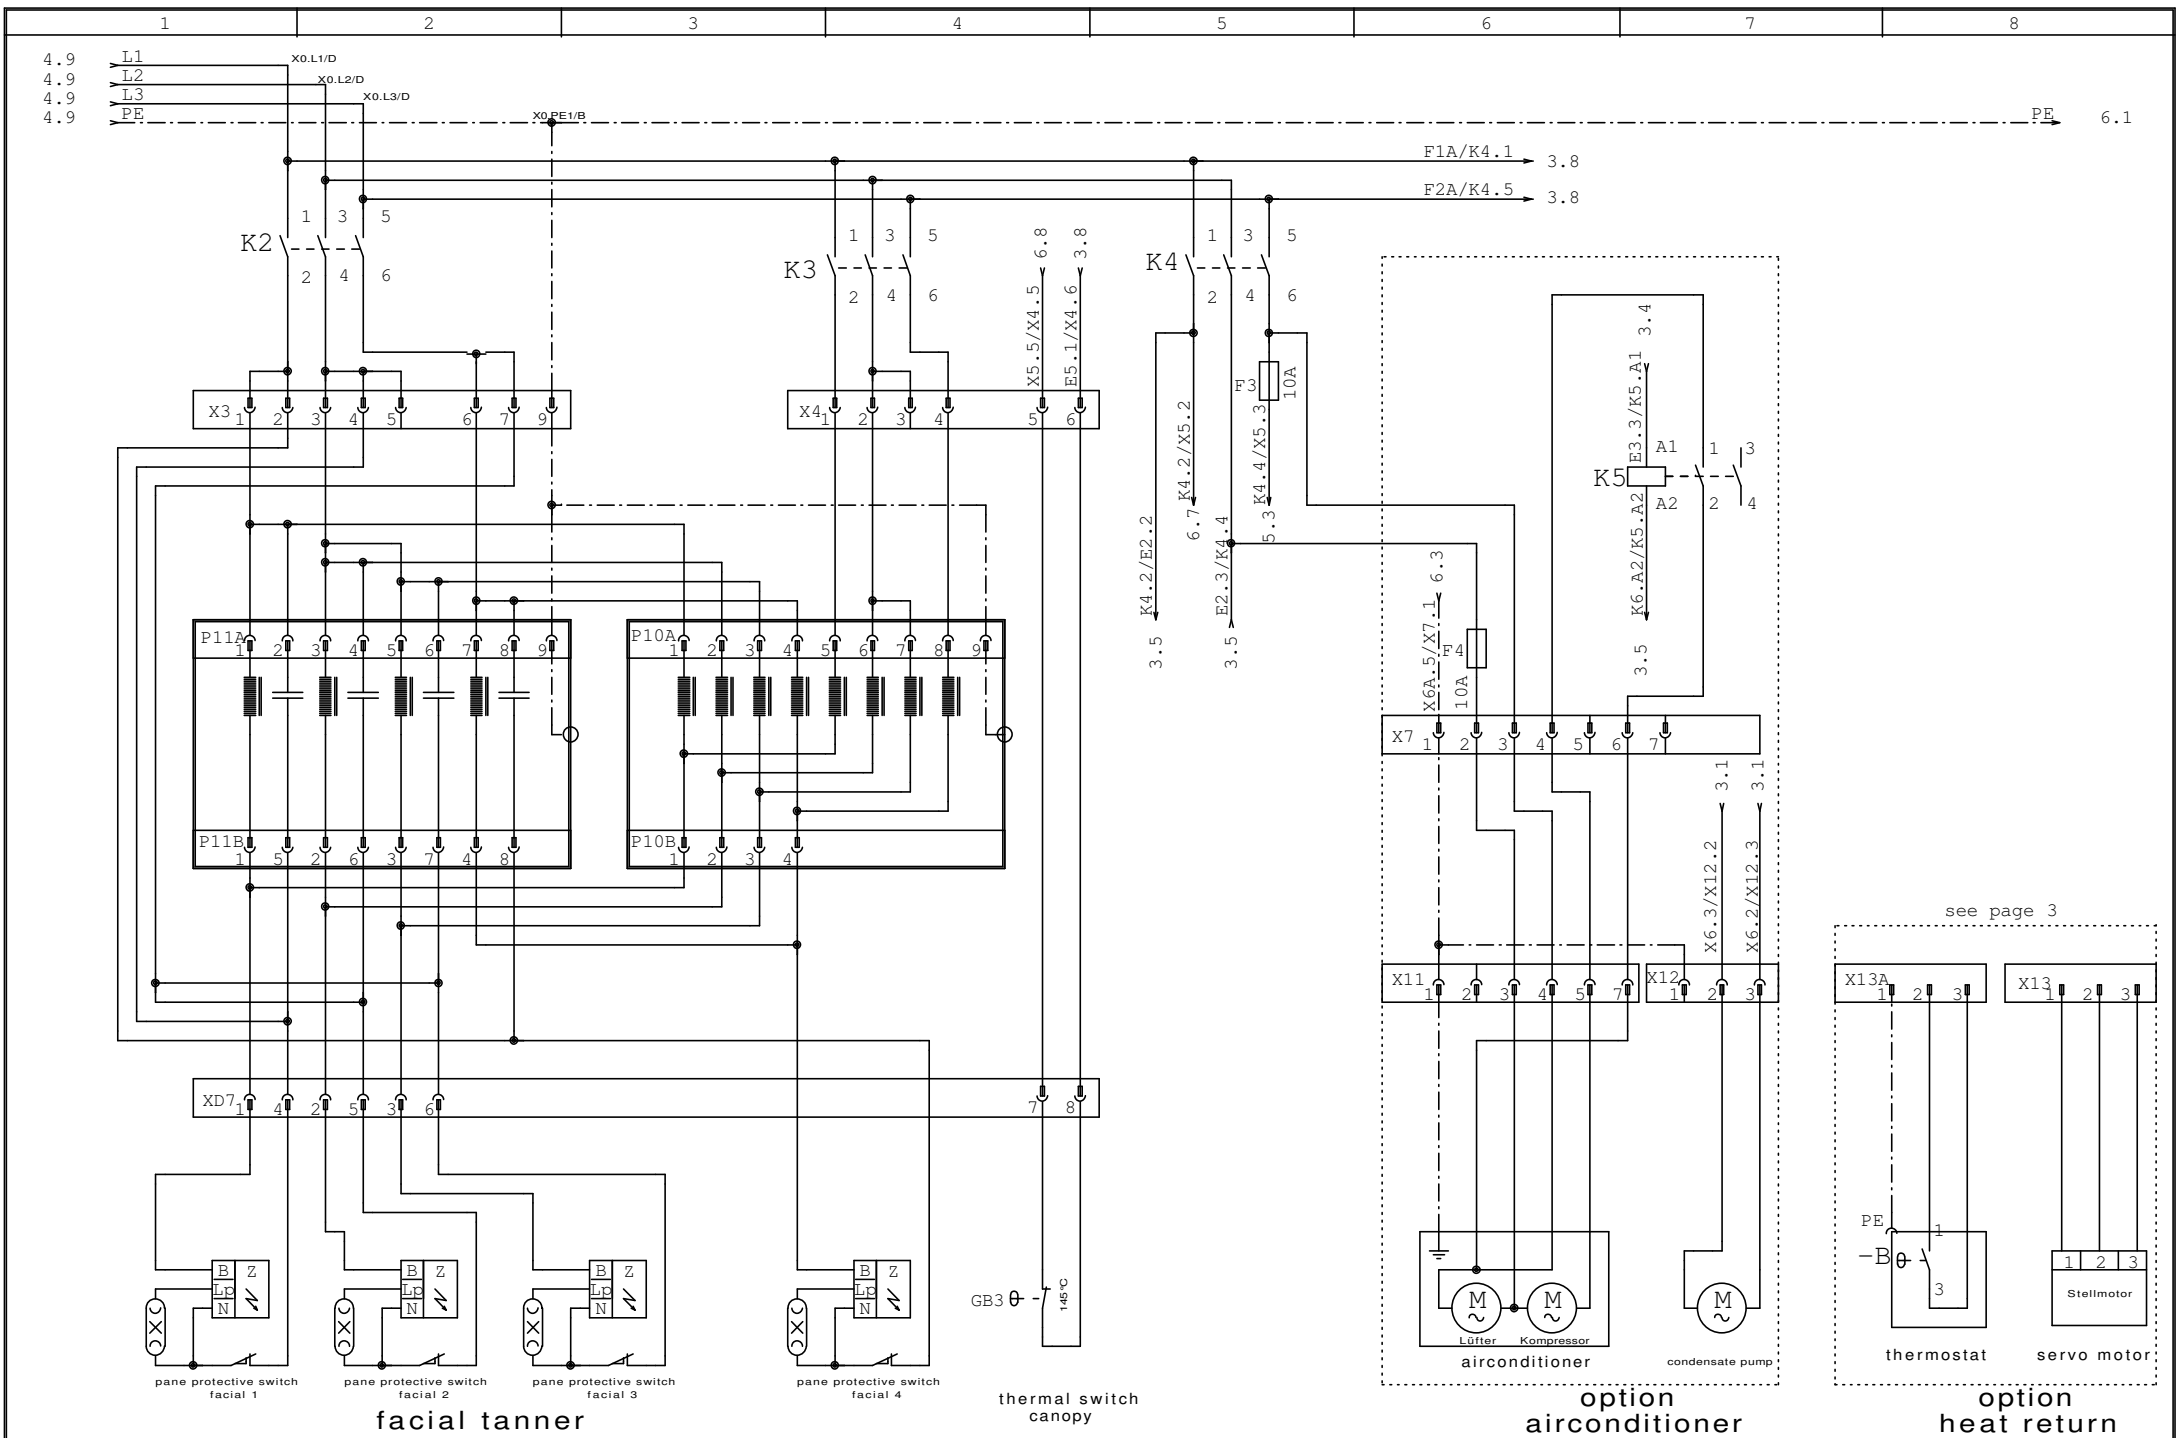 1 2 3 4 5 6 7 8
4.9 L1 X0.L1/D
4.9 L2 X0.L2/D
4.9 L3 X0.L3/D
4.9 PE X0.PE1/B PE 6.1
F1A/K4.1 3.8
F2A/K4.5 3.8
K2 1 3 5
2 4 6
K3 1 3 5
2 4 6
X5.5/X4.5 6.8
E5.1/X4.6 3.8
K4 1 3 5
2 4 6
F3 10A
K4.2/E2.2 3.5
K4.2/X5.2 6.7
E2.3/K4.4 3.5
K4.4/X5.3 5.3
E3.3/K5.A1 3.4
K5 A1 A2 1 3
2 4
K6.A2/K5.A2 3.5
X6A.5/X7.1 6.3
F4 10A
X3 1 2 3 4 5 6 7 9
X4 1 2 3 4 5 6
P11A 1 2 3 4 5 6 7 8 9
P10A 1 2 3 4 5 6 7 8 9
P11B 1 5 2 6 3 7 4 8
P10B 1 2 3 4
X7 1 2 3 4 5 6 7
X6.3/X12.2 3.1
X6.2/X12.3 3.1
see page 3
X11 1 2 3 4 5 7
X12 1 2 3
X13A 1 2 3
X13 1 2 3
XD7 1 4 2 5 3 6 7 8
B Z
Lp
N
B Z
Lp
N
B Z
Lp
N
B Z
Lp
N
GB3 145°C
M M
Lüfter Kompressor
airconditioner
M
condensate pump
PE 1
-B
3
thermostat
1 2 3
Stellmotor
servo motor
pane protective switch
facial 1
pane protective switch
facial 2
pane protective switch
facial 3
pane protective switch
facial 4
thermal switch
canopy
facial tanner
option
airconditioner
option
heat return